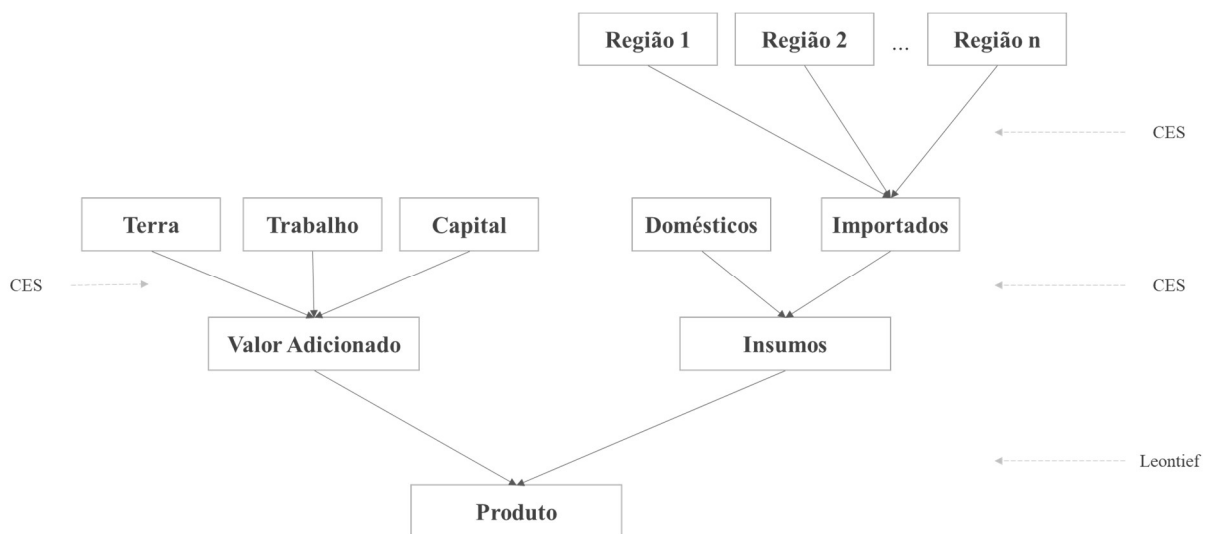 Região 1
Região 2
...
Região n
CES
Terra
Trabalho
Capital
Domésticos
Importados
CES
CES
Valor Adicionado
Insumos
Leontief
Produto